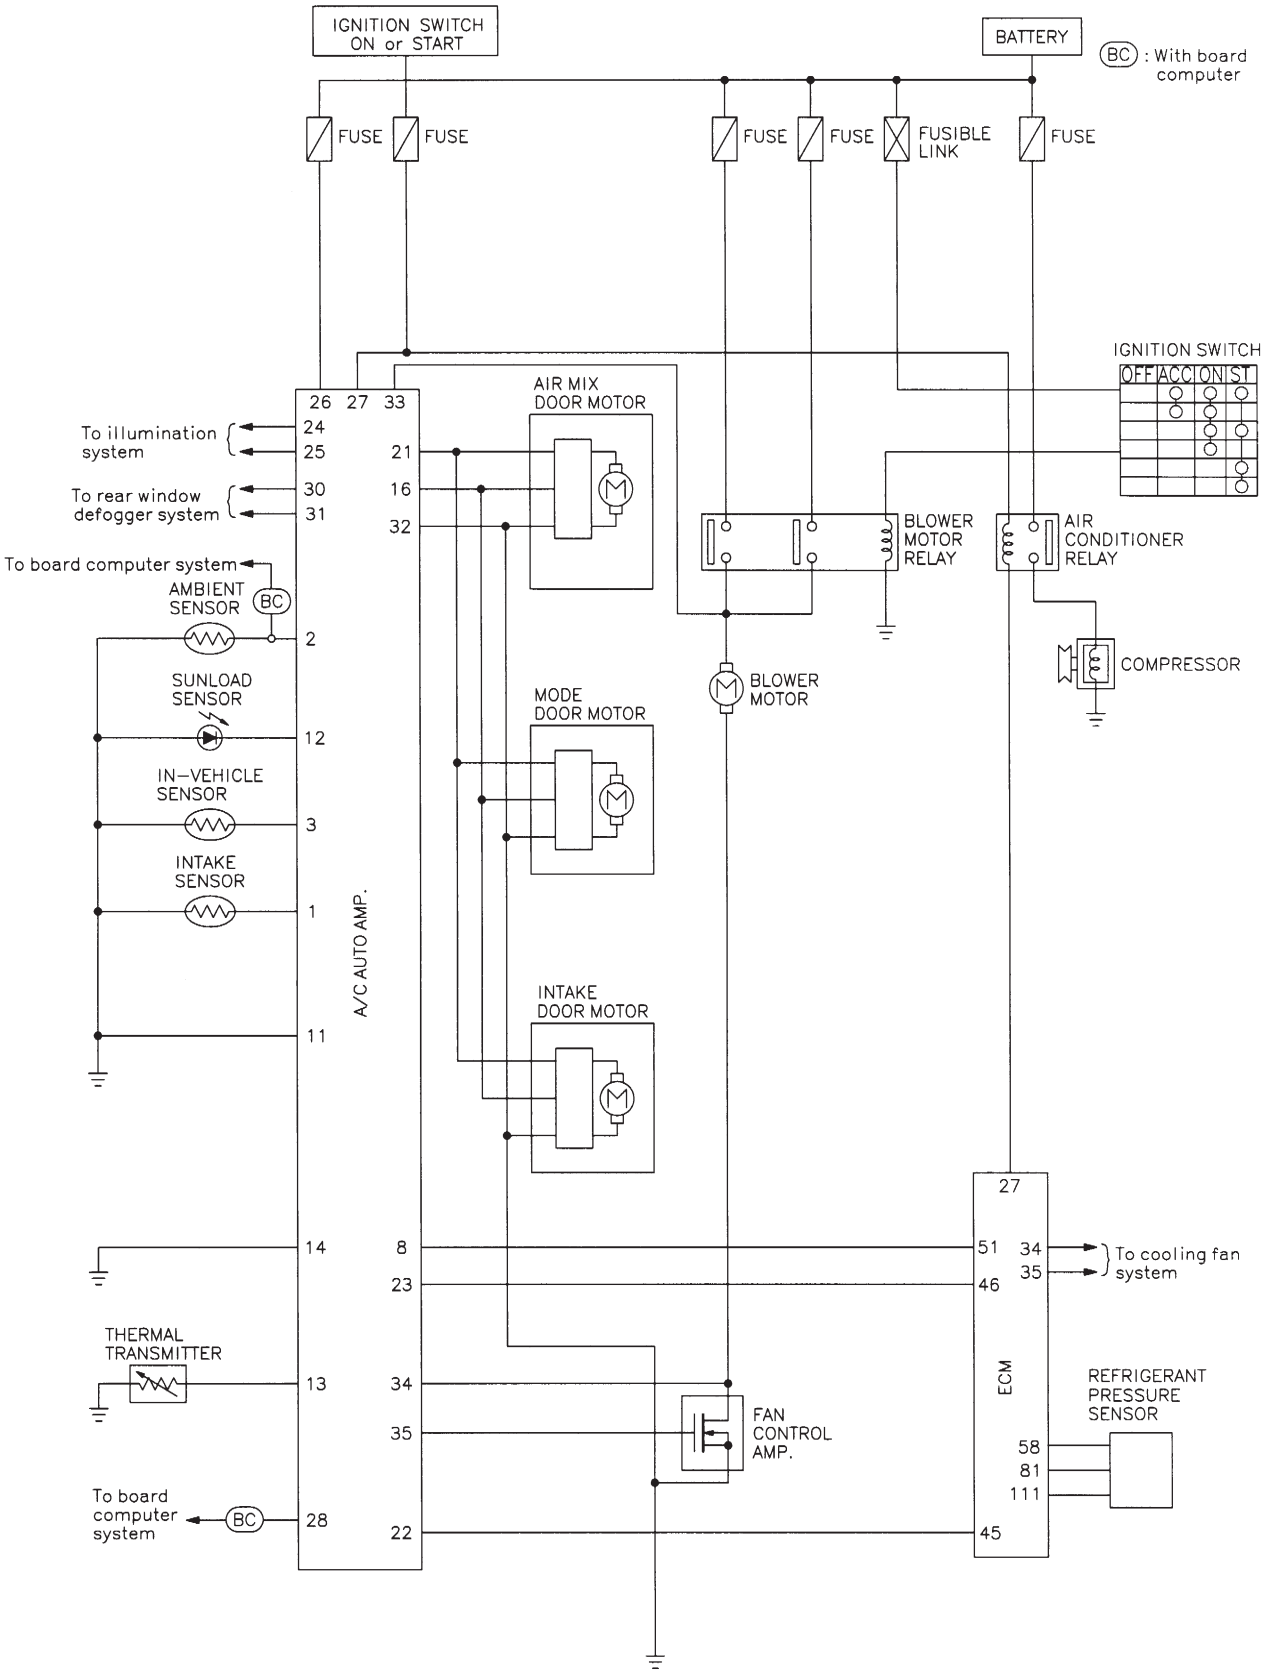 IGNITION SWITCH
ON or START
BATTERY
BC : With board
computer
FUSE
FUSE
FUSE
FUSE
FUSIBLE
LINK
FUSE
IGNITION SWITCH
OFF ACC ON ST
26 27 33
24
25
To illumination
system
30
31
To rear window
defogger system
To board computer system
BC
AMBIENT
SENSOR
2
SUNLOAD
SENSOR
12
IN-VEHICLE
SENSOR
3
INTAKE
SENSOR
1
11
A/C AUTO AMP.
21
16
32
AIR MIX
DOOR MOTOR
M
MODE
DOOR MOTOR
M
INTAKE
DOOR MOTOR
M
BLOWER
MOTOR
RELAY
AIR
CONDITIONER
RELAY
M
BLOWER
MOTOR
COMPRESSOR
14
8
23
THERMAL
TRANSMITTER
13
34
35
To board
computer
system
BC
28
22
FAN
CONTROL
AMP.
27
51
46
34
35
To cooling fan
system
ECM
REFRIGERANT
PRESSURE
SENSOR
58
81
111
45